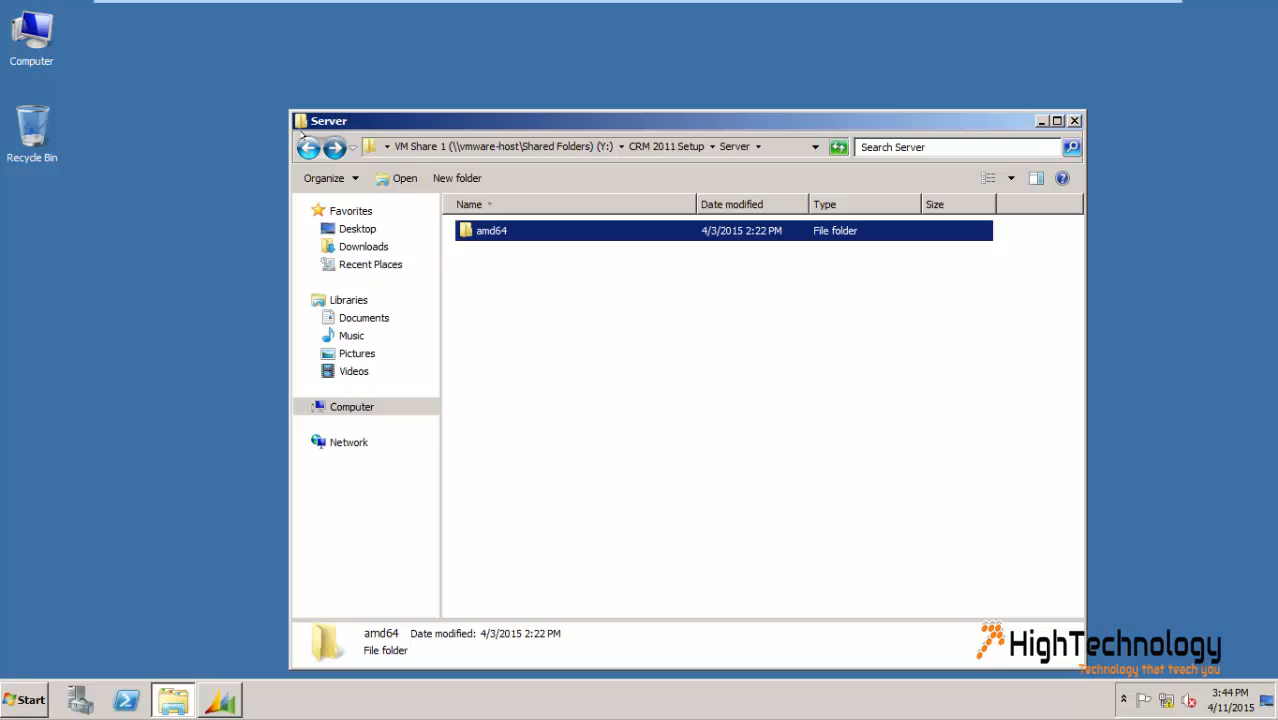 Computer
Recycle Bin
Server
VM Share 1 (\\vmware-host\Shared Folders) (Y:)
CRM 2011 Setup
Server
Search Server
Organize
Open
New folder
Name
Date modified
Type
Size
amd64
4/3/2015 2:22 PM
File folder
Favorites
Desktop
Downloads
Recent Places
Libraries
Documents
Music
Pictures
Videos
Computer
Network
amd64
Date modified: 4/3/2015 2:22 PM
File folder
HighTechnology
Technology that teach you
Start
3:44 PM
4/11/2015